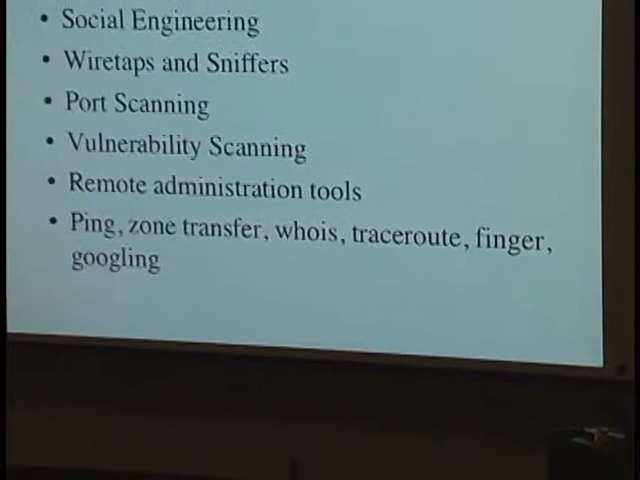 • Social Engineering
• Wiretaps and Sniffers
• Port Scanning
• Vulnerability Scanning
• Remote administration tools
• Ping, zone transfer, whois, traceroute, finger,
googling